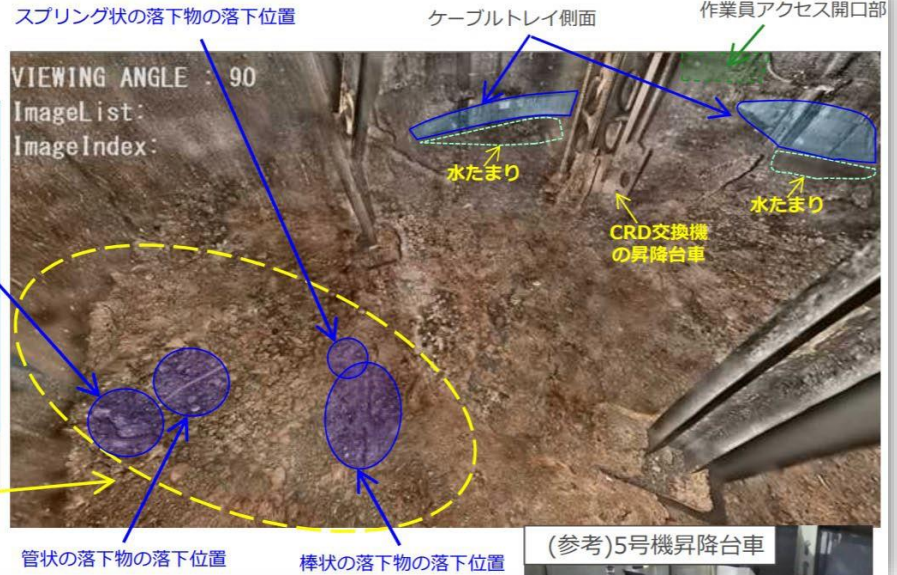 スプリング状の落下物の落下位置
ケーブルトレイ側面
作業員アクセス開口部
VIEWING ANGLE : 90
ImageList:
ImageIndex:
水たまり
水たまり
CRD交換機
の昇降台車
管状の落下物の落下位置
棒状の落下物の落下位置
(参考)5号機昇降台車